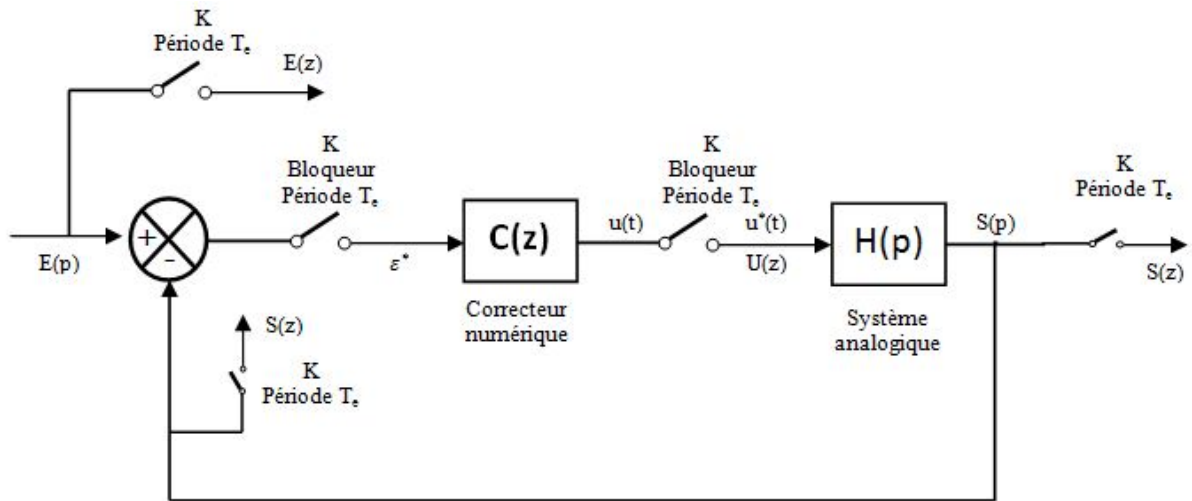 K
Période Te
E(z)
K
Bloqueur
Période Te
K
Bloqueur
Période Te
K
Période Te
+
-
E(p)
ε*
C(z)
u(t)
u*(t)
U(z)
H(p)
S(p)
S(z)
Correcteur
numérique
Système
analogique
S(z)
K
Période Te